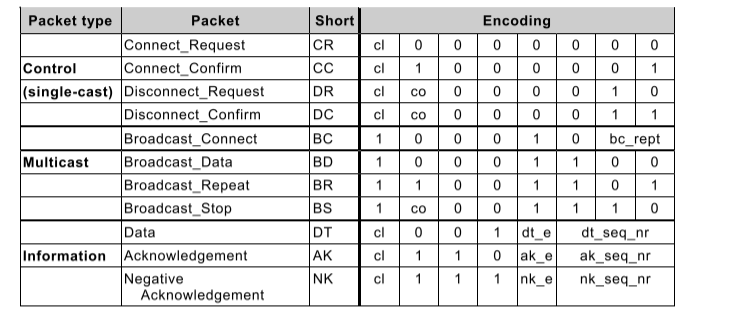 Packet type Packet Short Encoding
Connect_Request CR cl 0 0 0 0 0 0 0
Control Connect_Confirm CC cl 1 0 0 0 0 0 1
(single-cast) Disconnect_Request DR cl co 0 0 0 0 1 0
Disconnect_Confirm DC cl co 0 0 0 0 1 1
Broadcast_Connect BC 1 0 0 0 1 0 bc_rept
Multicast Broadcast_Data BD 1 0 0 0 1 1 0 0
Broadcast_Repeat BR 1 1 0 0 1 1 0 1
Broadcast_Stop BS 1 co 0 0 1 1 1 0
Data DT cl 0 0 1 dt_e dt_seq_nr
Information Acknowledgement AK cl 1 1 0 ak_e ak_seq_nr
Negative NK cl 1 1 1 nk_e nk_seq_nr
Acknowledgement